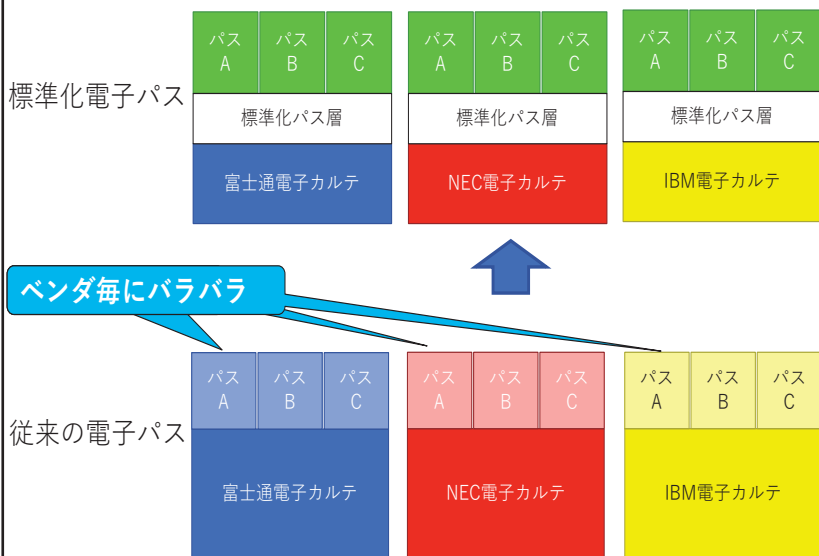 パス
A
パス
B
パス
C
パス
A
パス
B
パス
C
パス
A
パス
B
パス
C
標準化電子パス
標準化パス層
標準化パス層
標準化パス層
富士通電子カルテ
NEC電子カルテ
IBM電子カルテ
ベンダ毎にバラバラ
パス
A
パス
B
パス
C
パス
A
パス
B
パス
C
パス
A
パス
B
パス
C
従来の電子パス
富士通電子カルテ
NEC電子カルテ
IBM電子カルテ